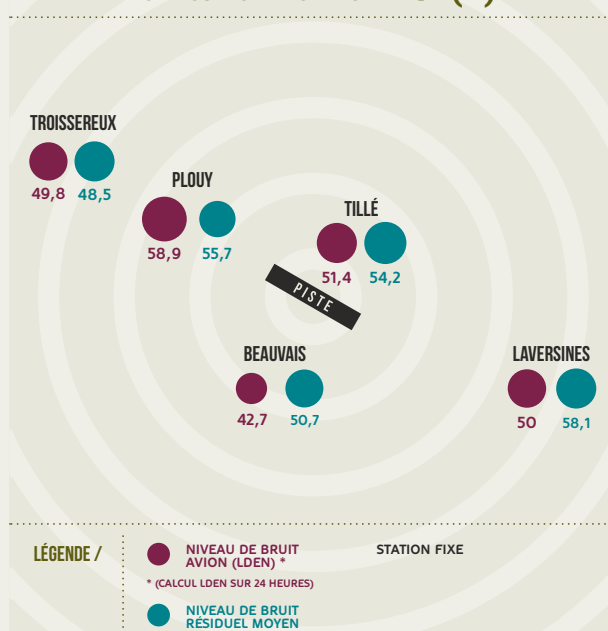 TROISSEREUX
49,8 48,5
PLOUY
58,9 55,7
TILLÉ
51,4 54,2
PISTE
BEAUVAIS
42,7 50,7
LAVERSINES
50 58,1
LÉGENDE /
NIVEAU DE BRUIT
AVION (LDEN) *
* (CALCUL LDEN SUR 24 HEURES)
NIVEAU DE BRUIT
RÉSIDUEL MOYEN
STATION FIXE